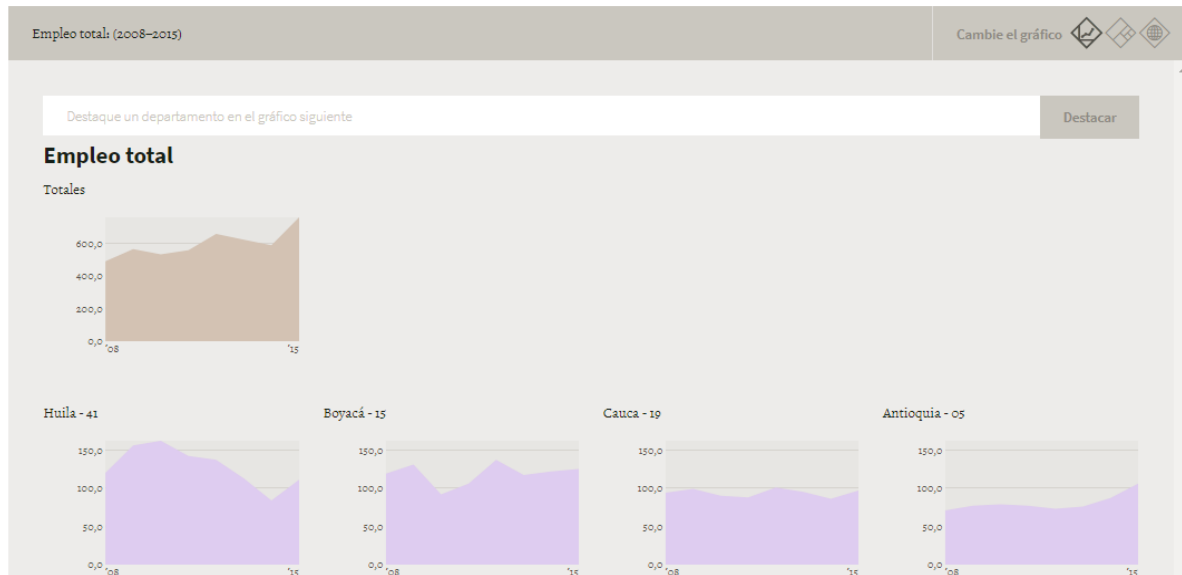 Empleo total: (2008–2015)
Cambie el gráfico
Destaque un departamento en el gráfico siguiente
Destacar
Empleo total
Totales
600,0
400,0
200,0
0,0
'08 '15
Huila - 41
150,0
100,0
50,0
0,0
'08 '15
Boyacá - 15
150,0
100,0
50,0
0,0
'08 '15
Cauca - 19
150,0
100,0
50,0
0,0
'08 '15
Antioquia - 05
150,0
100,0
50,0
0,0
'08 '15